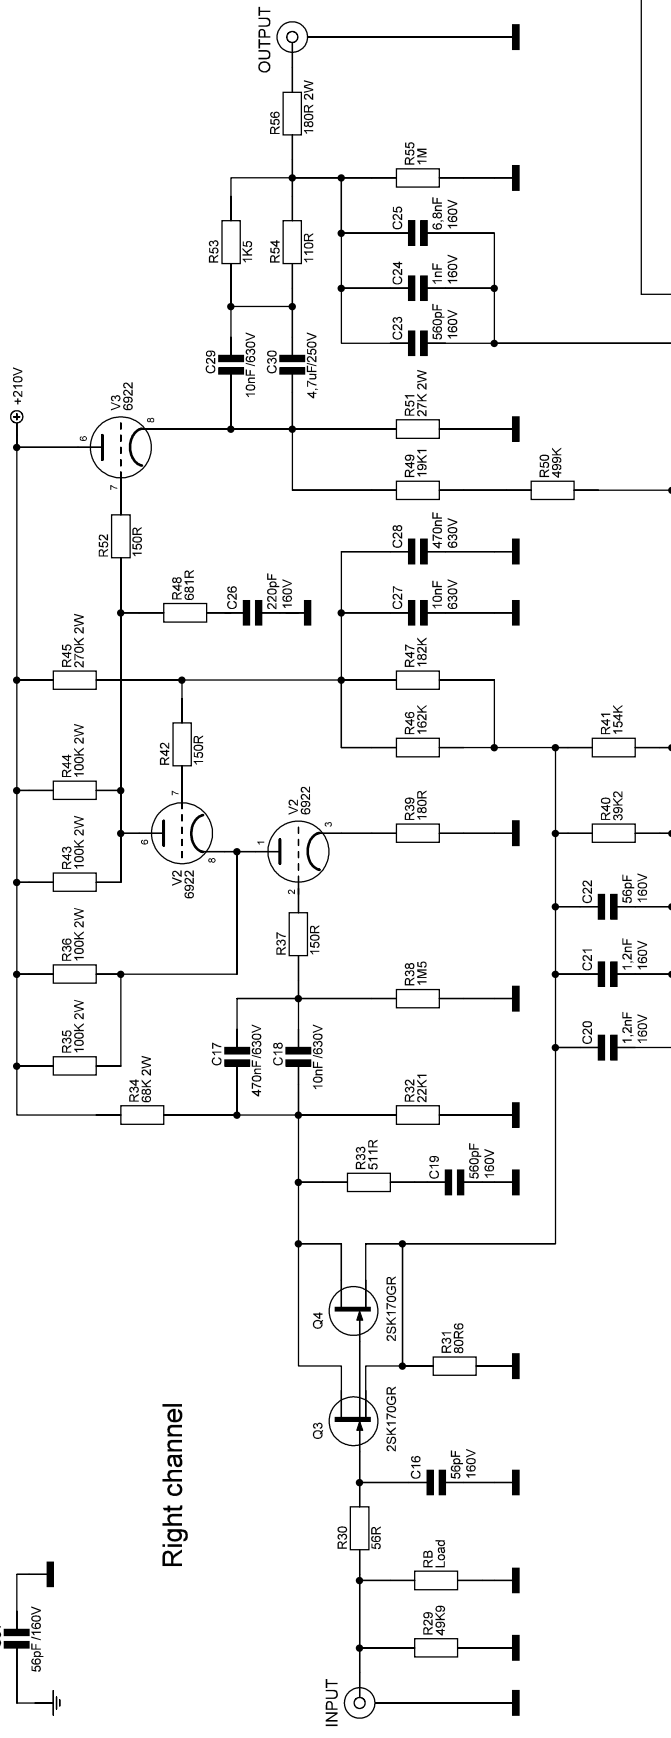 Right channel
INPUT
R29
49K9
RB
Load
R30
56R
C16
56pF
160V
Q3
2SK170GR
Q4
2SK170GR
R31
80R6
R33
511R
C19
560pF
160V
R34
68K 2W
R32
22K1
C17
470nF/630V
C18
10nF/630V
R38
1M5
R35
100K 2W
R36
100K 2W
R37
150R
V2
6922
1
2
3
V2
6922
6
7
8
R39
180R
R43
100K 2W
R44
100K 2W
R42
150R
R45
270K 2W
R46
162K
R47
182K
C20
1,2nF
160V
C21
1,2nF
160V
C22
56pF
160V
R40
39K2
R41
154K
R48
681R
C26
220pF
160V
C27
10nF
630V
C28
470nF
630V
R52
150R
V3
6922
6
7
8
+210V
R49
19K1
R50
499K
R51
27K 2W
C29
10nF/630V
C30
4,7uF/250V
R53
1K5
R54
110R
C23
560pF
160V
C24
1nF
160V
C25
6,8nF
160V
R55
1M
R56
180R 2W
OUTPUT
56pF/160V